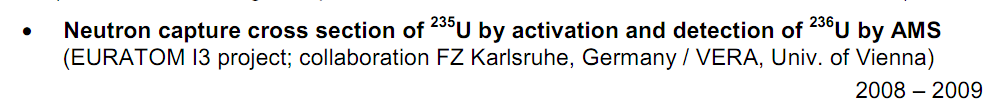 • Neutron capture cross section of ²³⁵U by activation and detection of ²³⁶U by AMS
(EURATOM I3 project; collaboration FZ Karlsruhe, Germany / VERA, Univ. of Vienna)
2008 – 2009